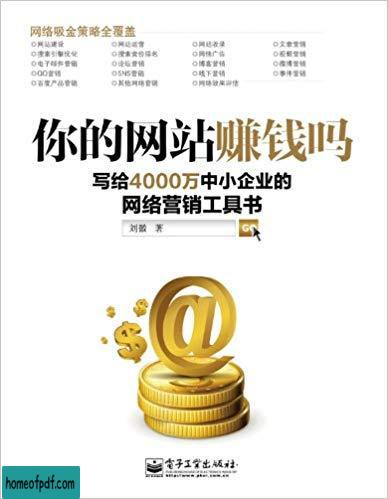 网络吸金策略全覆盖
网站建设 网站运营 网站收录 文章营销
搜索引擎优化 搜索竞价排名 网络广告 视频营销
电子邮件营销 论坛营销 博客营销 微博营销
QQ营销 SNS营销 线下营销 事件营销
百度产品营销 其他网络营销 网络效果评估
你的网站赚钱吗
写给4000万中小企业的
网络营销工具书
刘徽 著 GO
@
$ $
電子工業出版社
homeofpdf.com